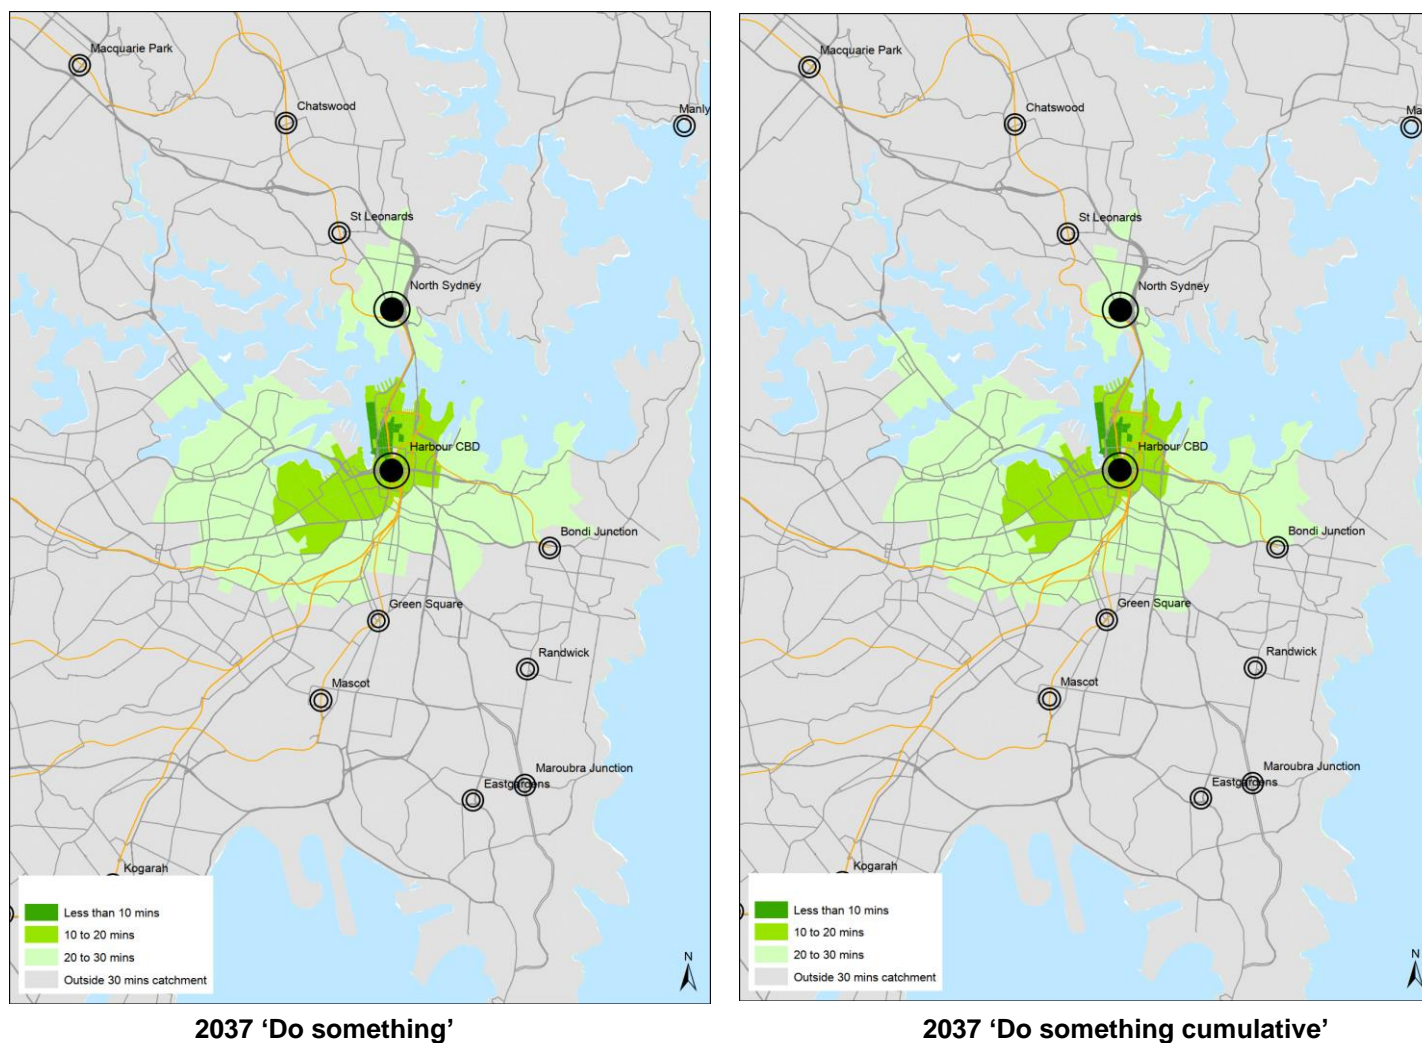 Macquarie Park
Chatswood
Manly
St Leonards
North Sydney
Harbour CBD
Bondi Junction
Green Square
Randwick
Mascot
Maroubra Junction
Eastgardens
Kogarah
Less than 10 mins
10 to 20 mins
20 to 30 mins
Outside 30 mins catchment
N
2037 ‘Do something’
Macquarie Park
Chatswood
Ma
St Leonards
North Sydney
Harbour CBD
Bondi Junction
Green Square
Randwick
Mascot
Maroubra Junction
Eastgardens
Kogarah
Less than 10 mins
10 to 20 mins
20 to 30 mins
Outside 30 mins catchment
N
2037 ‘Do something cumulative’